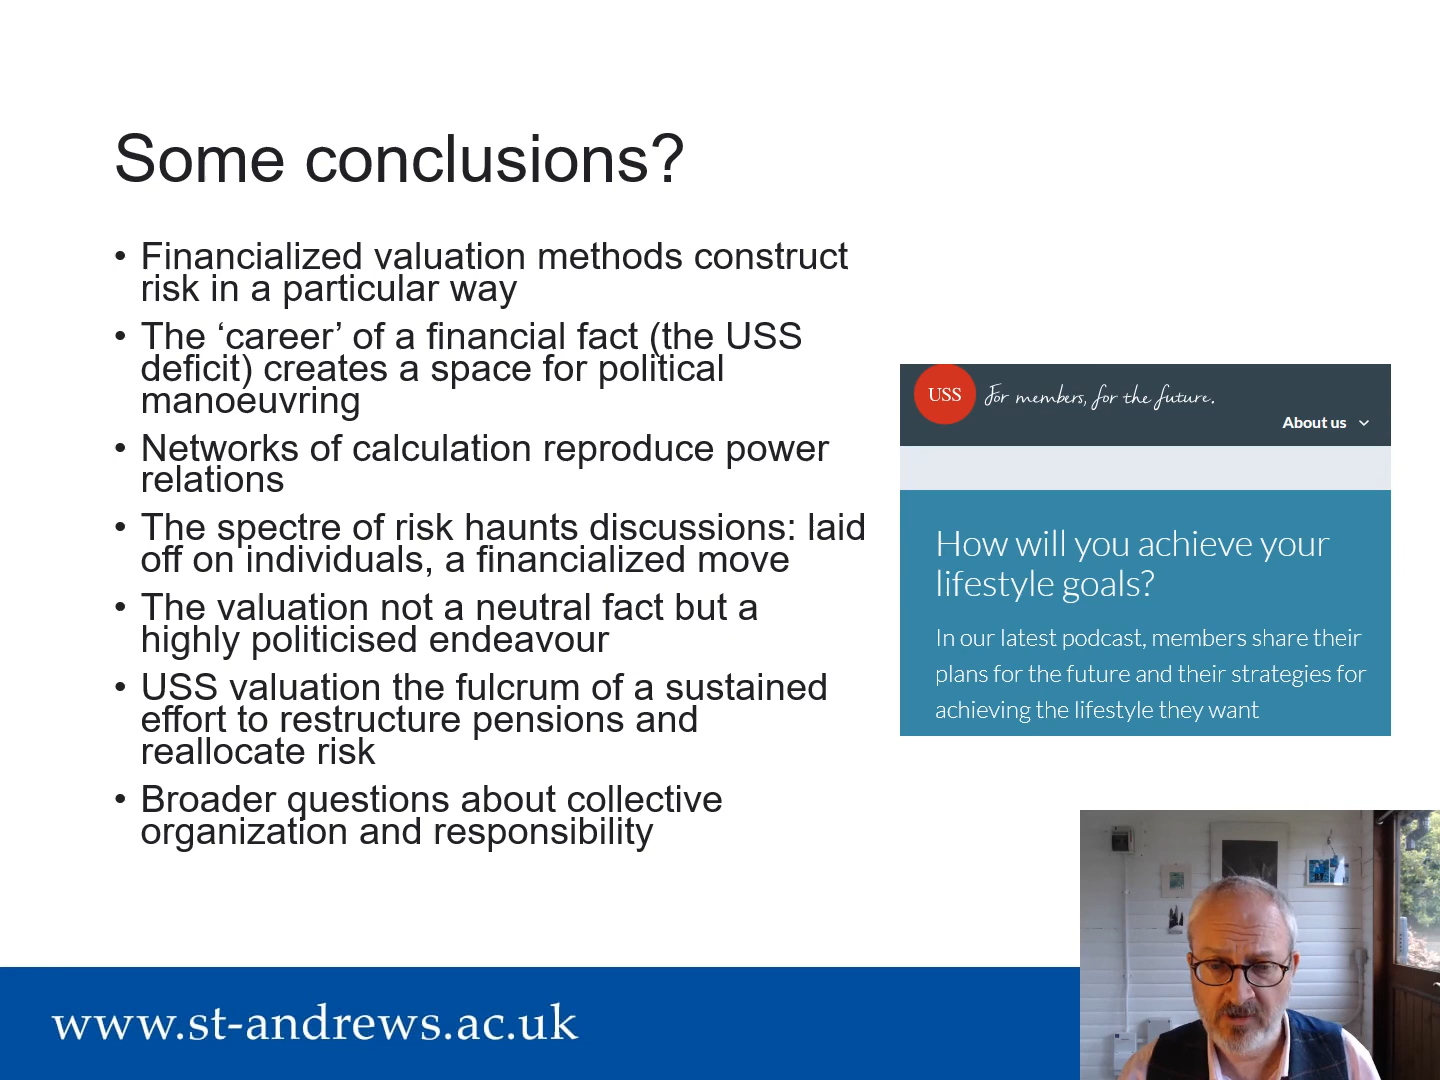 Some conclusions?
• Financialized valuation methods construct
risk in a particular way
• The ‘career’ of a financial fact (the USS
deficit) creates a space for political
manoeuvring
• Networks of calculation reproduce power
relations
• The spectre of risk haunts discussions: laid
off on individuals, a financialized move
• The valuation not a neutral fact but a
highly politicised endeavour
• USS valuation the fulcrum of a sustained
effort to restructure pensions and
reallocate risk
• Broader questions about collective
organization and responsibility
USS For members, for the future.
About us
How will you achieve your
lifestyle goals?
In our latest podcast, members share their
plans for the future and their strategies for
achieving the lifestyle they want
www.st-andrews.ac.uk